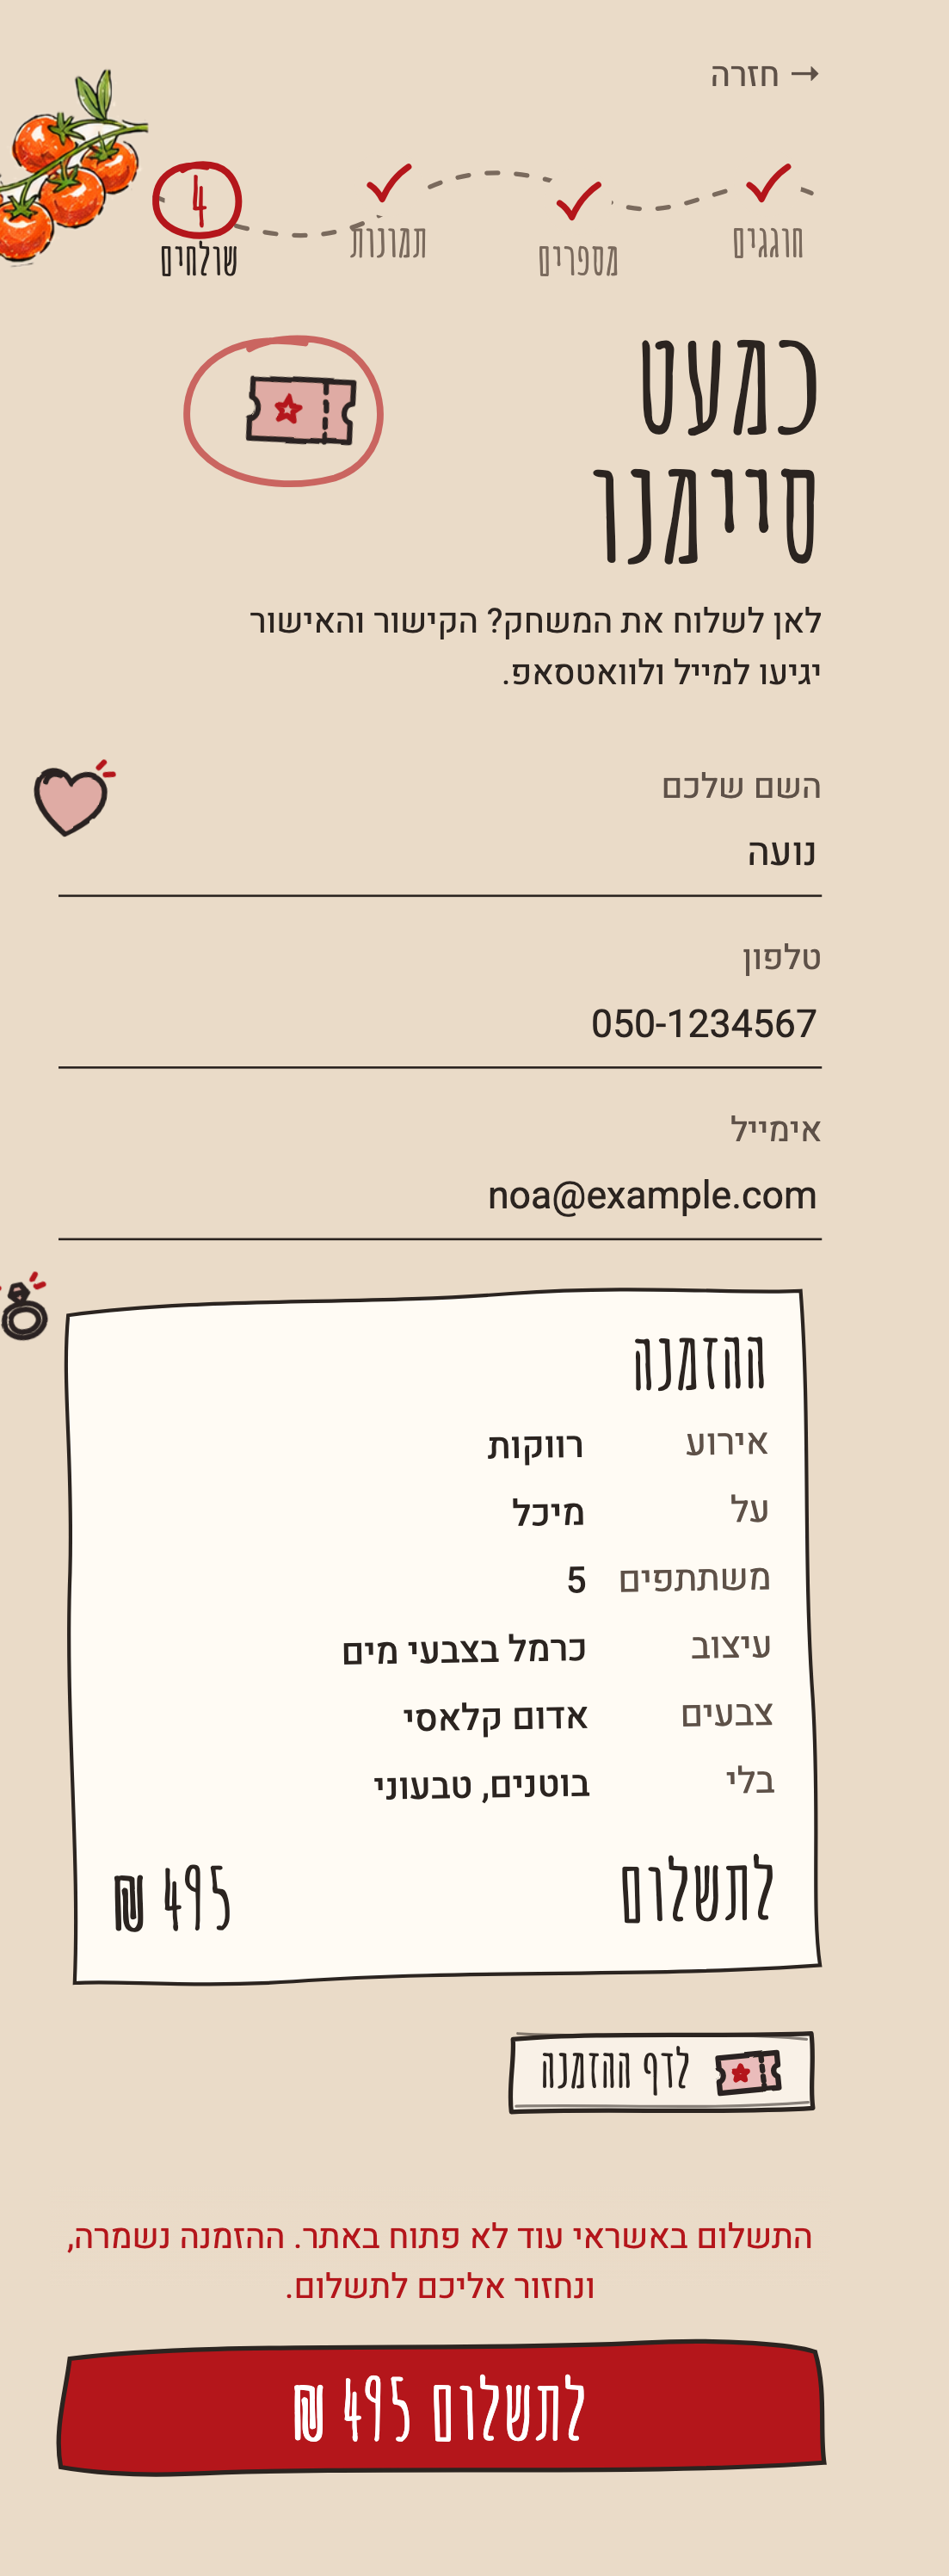 → חזרה
חוגגים
מספרים
תמונות
4
שולחים
כמעט
סיימנו
לאן לשלוח את המשחק? הקישור והאישור
יגיעו למייל ולוואטסאפ.
השם שלכם
נועה
טלפון
050-1234567
אימייל
noa@example.com
ההזמנה
אירוע רווקות
על מיכל
משתתפים 5
עיצוב כרמל בצבעי מים
צבעים אדום קלאסי
בלי בוטנים, טבעוני
לתשלום 495 ₪
לדף ההזמנה
התשלום באשראי עוד לא פתוח באתר. ההזמנה נשמרה,
ונחזור אליכם לתשלום.
לתשלום 495 ₪